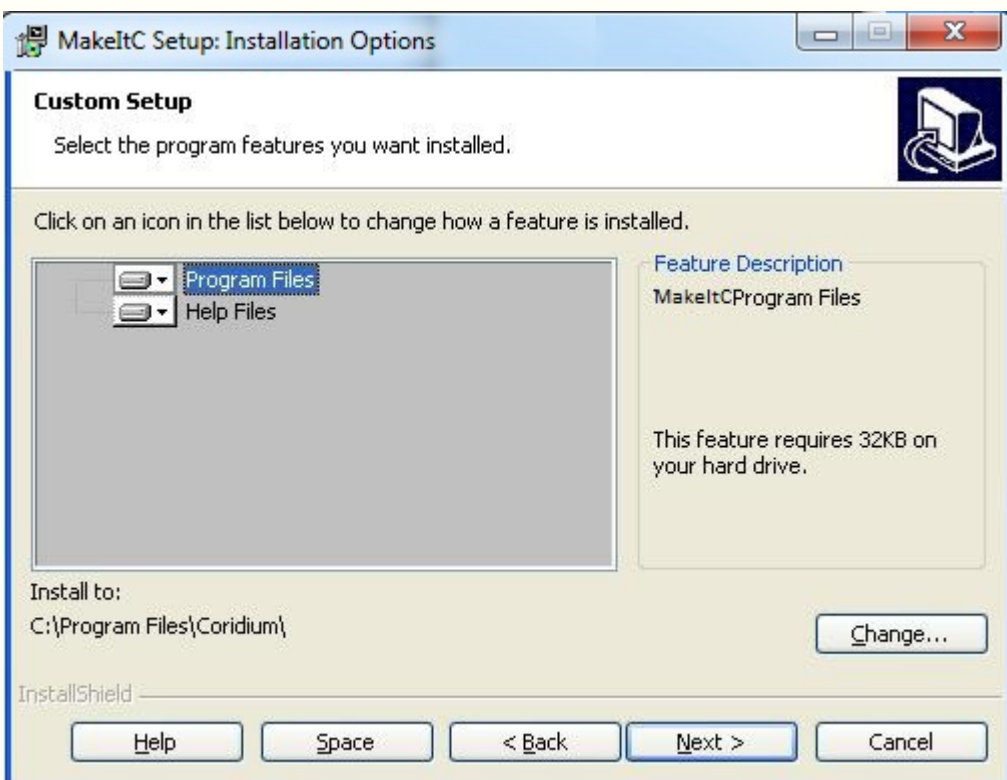 MakeItC Setup: Installation Options
Custom Setup
Select the program features you want installed.
Click on an icon in the list below to change how a feature is installed.
Program Files
Help Files
Feature Description
MakeItCProgram Files
This feature requires 32KB on
your hard drive.
Install to:
C:\Program Files\Coridium\
Change...
InstallShield
Help
Space
< Back
Next >
Cancel